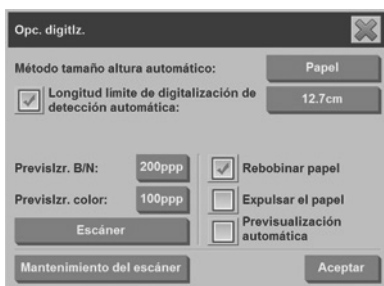 Opc. digitlz.
Método tamaño altura automático:
Papel
Longitud límite de digitalización de
detección automática:
12.7cm
Previslzr. B/N:
200ppp
Rebobinar papel
Previslzr. color:
100ppp
Expulsar el papel
Escáner
Previsualización
automática
Mantenimiento del escáner
Aceptar